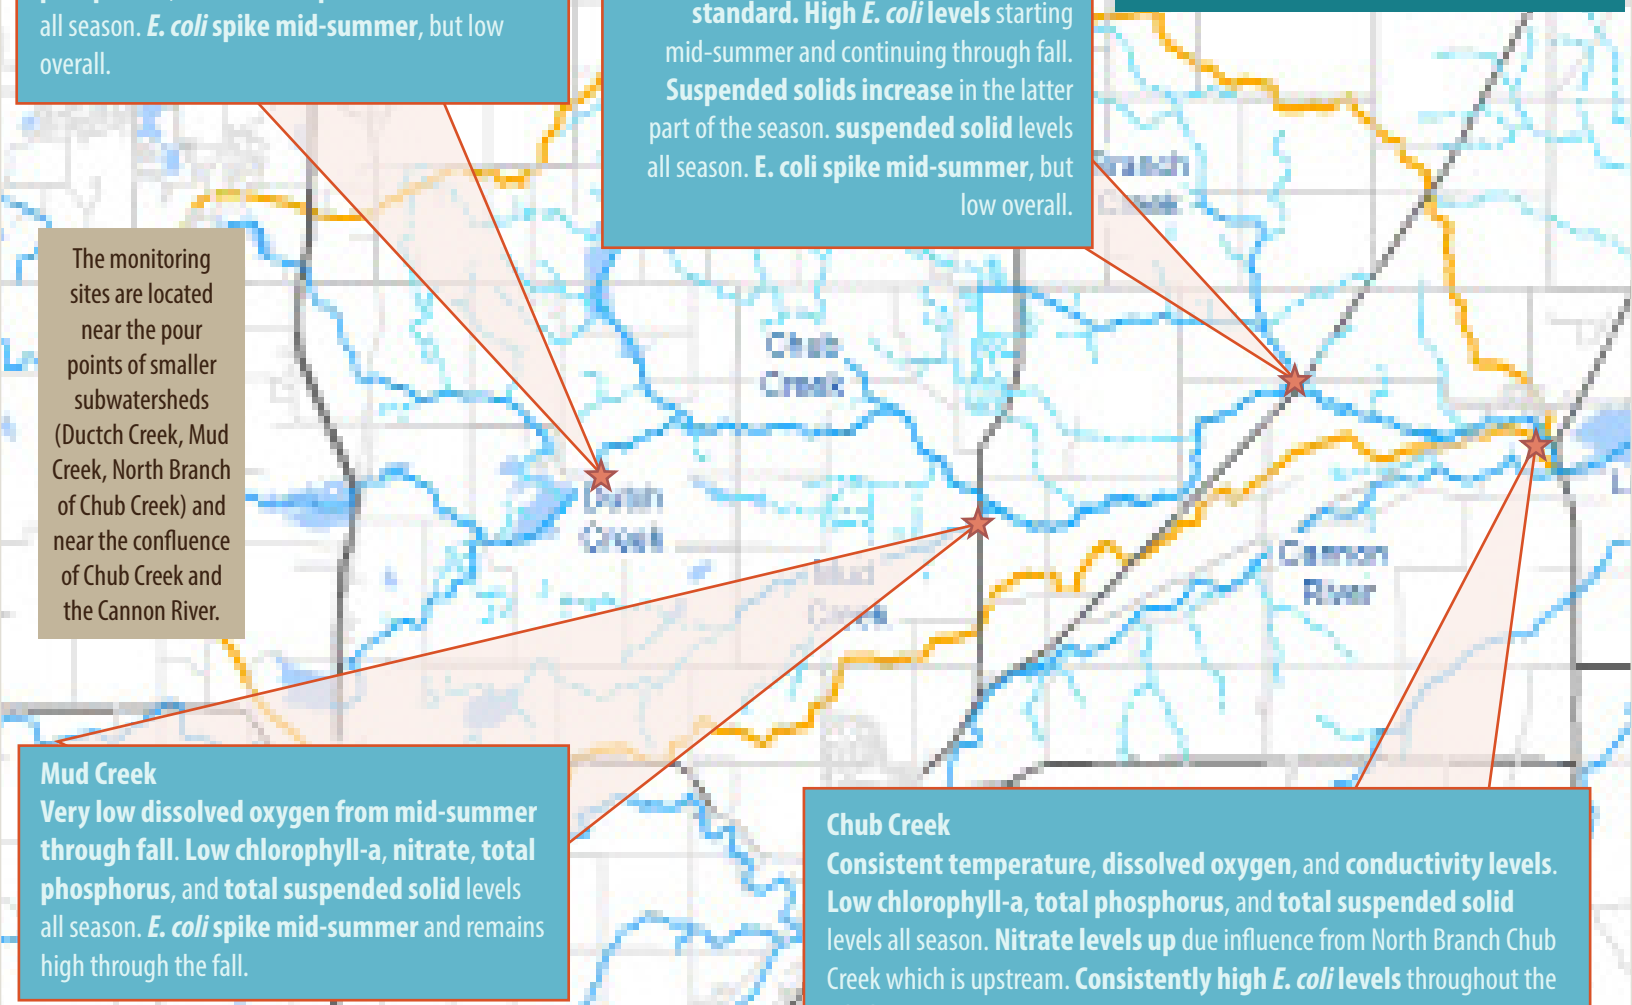 all season. E. coli spike mid-summer, but low
overall.
standard. High E. coli levels starting
mid-summer and continuing through fall.
Suspended solids increase in the latter
part of the season. suspended solid levels
all season. E. coli spike mid-summer, but
low overall.
Branch
The monitoring
sites are located
near the pour
points of smaller
subwatersheds
(Ductch Creek, Mud
Creek, North Branch
of Chub Creek) and
near the confluence
of Chub Creek and
the Cannon River.
Chub
Creek
Dutch
Creek
Mud
Creek
Cannon
River
Mud Creek
Very low dissolved oxygen from mid-summer
through fall. Low chlorophyll-a, nitrate, total
phosphorus, and total suspended solid levels
all season. E. coli spike mid-summer and remains
high through the fall.
Chub Creek
Consistent temperature, dissolved oxygen, and conductivity levels.
Low chlorophyll-a, total phosphorus, and total suspended solid
levels all season. Nitrate levels up due influence from North Branch Chub
Creek which is upstream. Consistently high E. coli levels throughout the